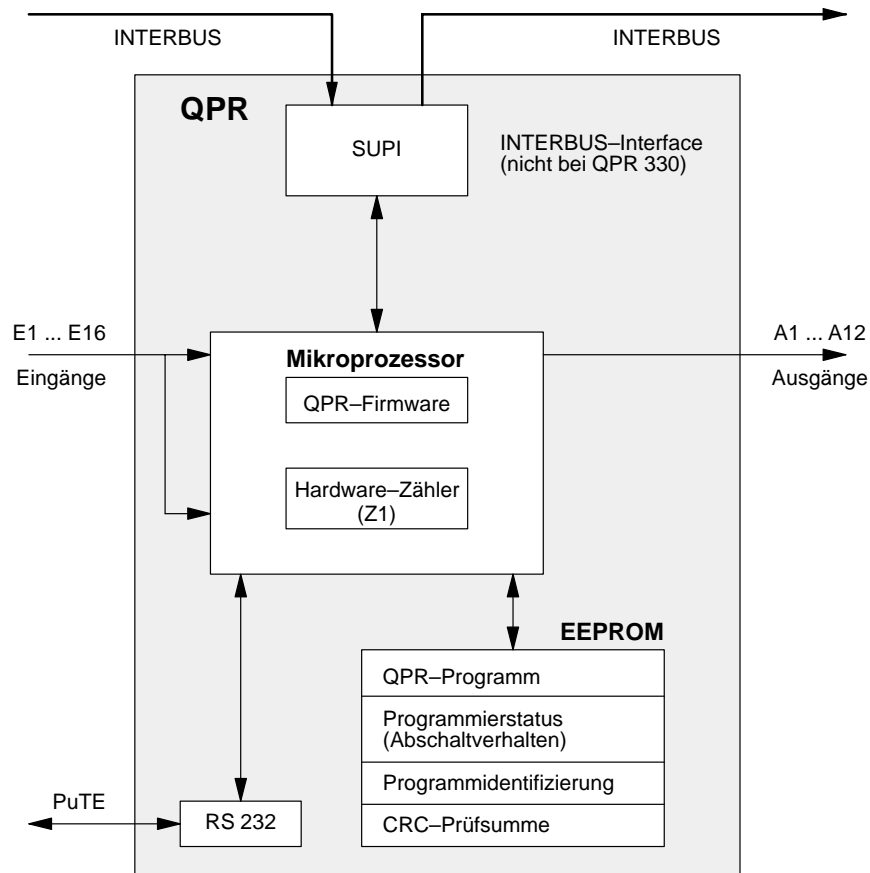 INTERBUS
INTERBUS
QPR
SUPI
INTERBUS–Interface
(nicht bei QPR 330)
E1 ... E16
Eingänge
A1 ... A12
Ausgänge
Mikroprozessor
QPR–Firmware
Hardware–Zähler
(Z1)
EEPROM
QPR–Programm
Programmierstatus
(Abschaltverhalten)
Programmidentifizierung
CRC–Prüfsumme
PuTE
RS 232